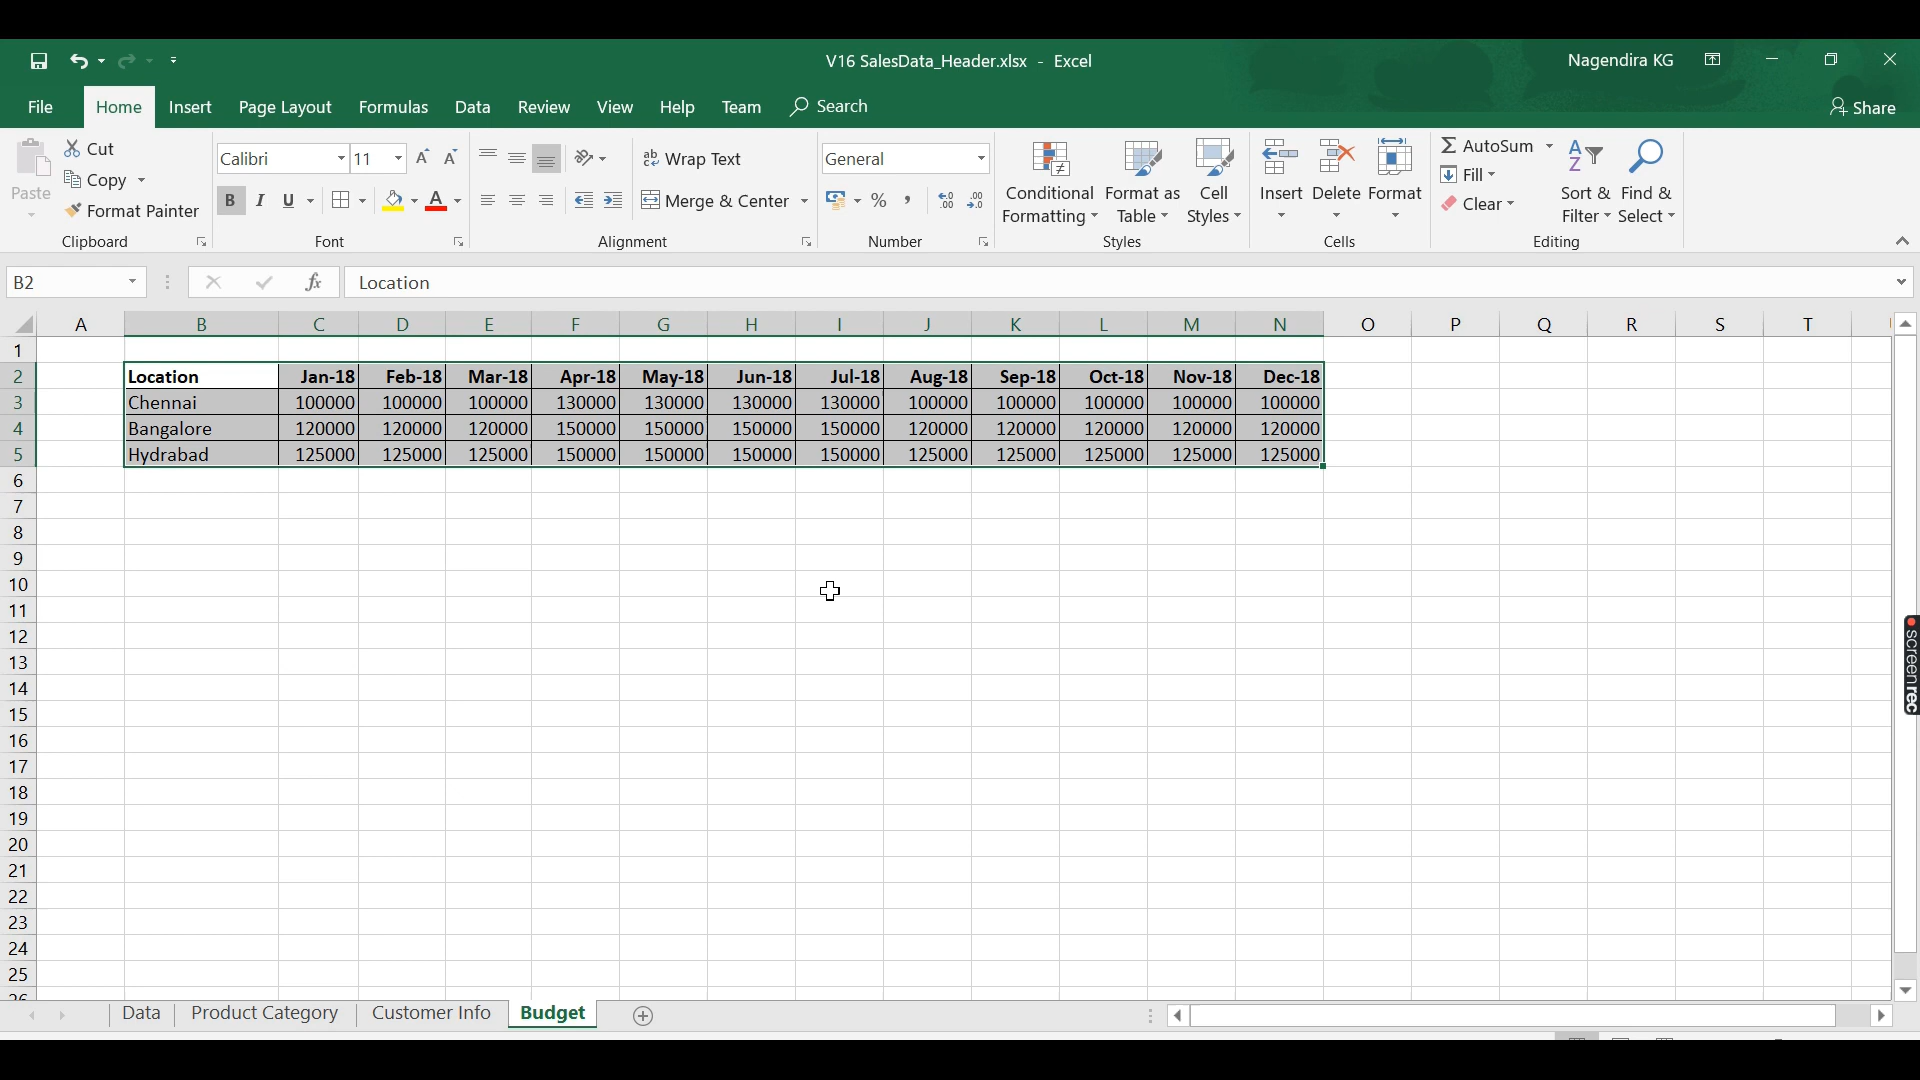 V16 SalesData_Header.xlsx - Excel
Nagendira KG
File Home Insert Page Layout Formulas Data Review View Help Team Search
Share
Paste
Cut
Copy
Format Painter
Clipboard
Calibri 11
B I U
Font
Wrap Text
Merge & Center
Alignment
General
%
Number
Conditional Formatting
Format as Table
Cell Styles
Styles
Insert
Delete
Format
Cells
AutoSum
Fill
Clear
Sort & Filter
Find & Select
Editing
B2
fx
Location
A B C D E F G H I J K L M N O P Q R S T
1
2 Location Jan-18 Feb-18 Mar-18 Apr-18 May-18 Jun-18 Jul-18 Aug-18 Sep-18 Oct-18 Nov-18 Dec-18
3 Chennai 100000 100000 100000 130000 130000 130000 130000 100000 100000 100000 100000 100000
4 Bangalore 120000 120000 120000 150000 150000 150000 150000 120000 120000 120000 120000 120000
5 Hydrabad 125000 125000 125000 150000 150000 150000 150000 125000 125000 125000 125000 125000
6
7
8
9
10
11
12
13
14
15
16
17
18
19
20
21
22
23
24
25
26
screenrec
Data Product Category Customer Info Budget